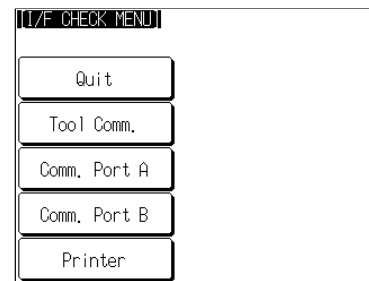 [I/F CHECK MENU]
Quit
Tool Comm.
Comm. Port A
Comm. Port B
Printer